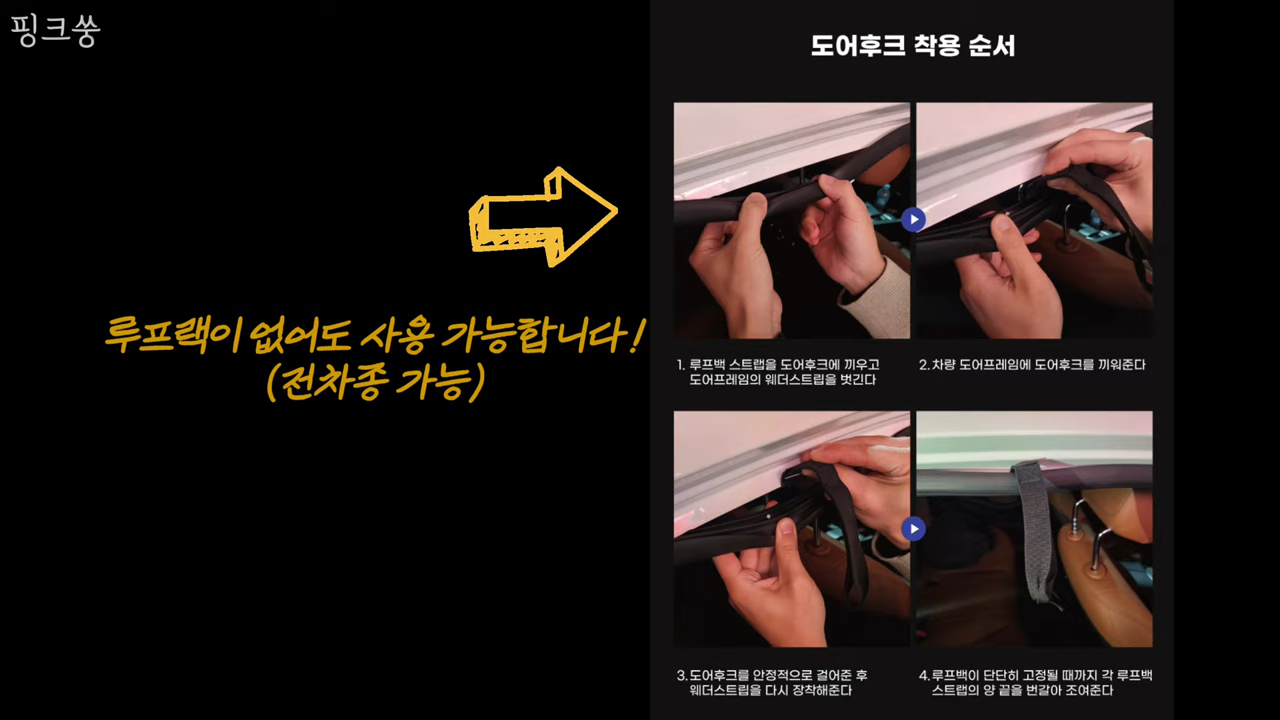 핑크쑹
루프랙이 없어도 사용 가능합니다!
(전차종 가능)
도어후크 착용 순서
1. 루프백 스트랩을 도어후크에 끼우고
도어프레임의 웨더스트립을 벗긴다
2. 차량 도어프레임에 도어후크를 끼워준다
3. 도어후크를 안정적으로 걸어준 후
웨더스트립을 다시 장착해준다
4. 루프백이 단단히 고정될 때까지 각 루프백
스트랩의 양 끝을 번갈아 조여준다